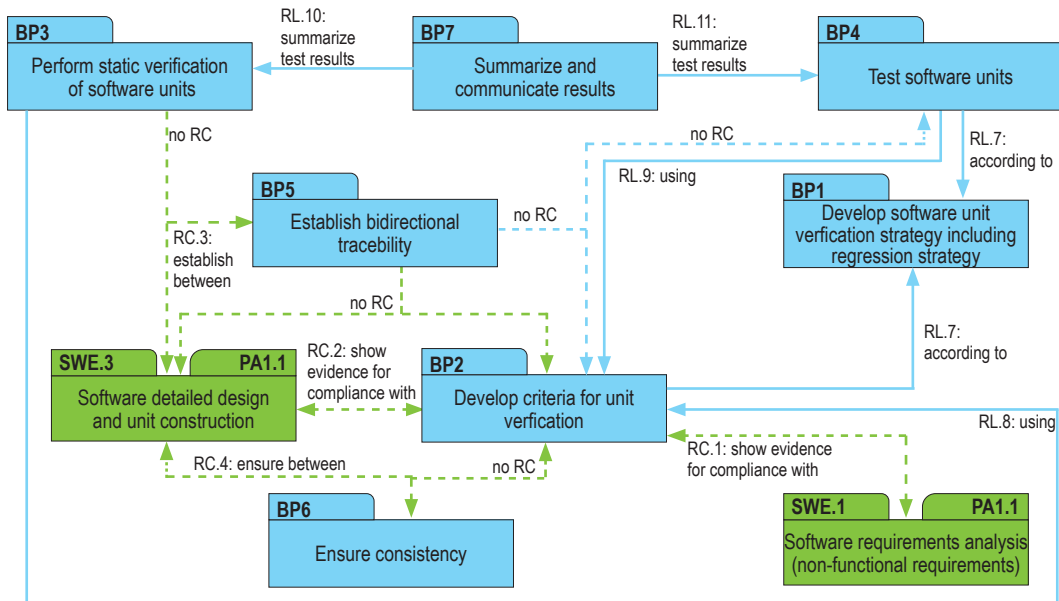 BP3
Perform static verification
of software units
RL.10:
summarize
test results
BP7
Summarize and
communicate results
RL.11:
summarize
test results
BP4
Test software units
no RC
no RC
RL.7:
according to
RL.9: using
BP5
Establish bidirectional
tracebility
no RC
BP1
Develop software unit
verfication strategy including
regression strategy
RC.3:
establish
between
no RC
RL.7:
according to
SWE.3
PA1.1
Software detailed design
and unit construction
RC.2: show
evidence for
compliance with
BP2
Develop criteria for unit
verfication
RL.8: using
RC.4: ensure between
no RC
RC.1: show evidence
for compliance with
BP6
Ensure consistency
SWE.1
PA1.1
Software requirements analysis
(non-functional requirements)